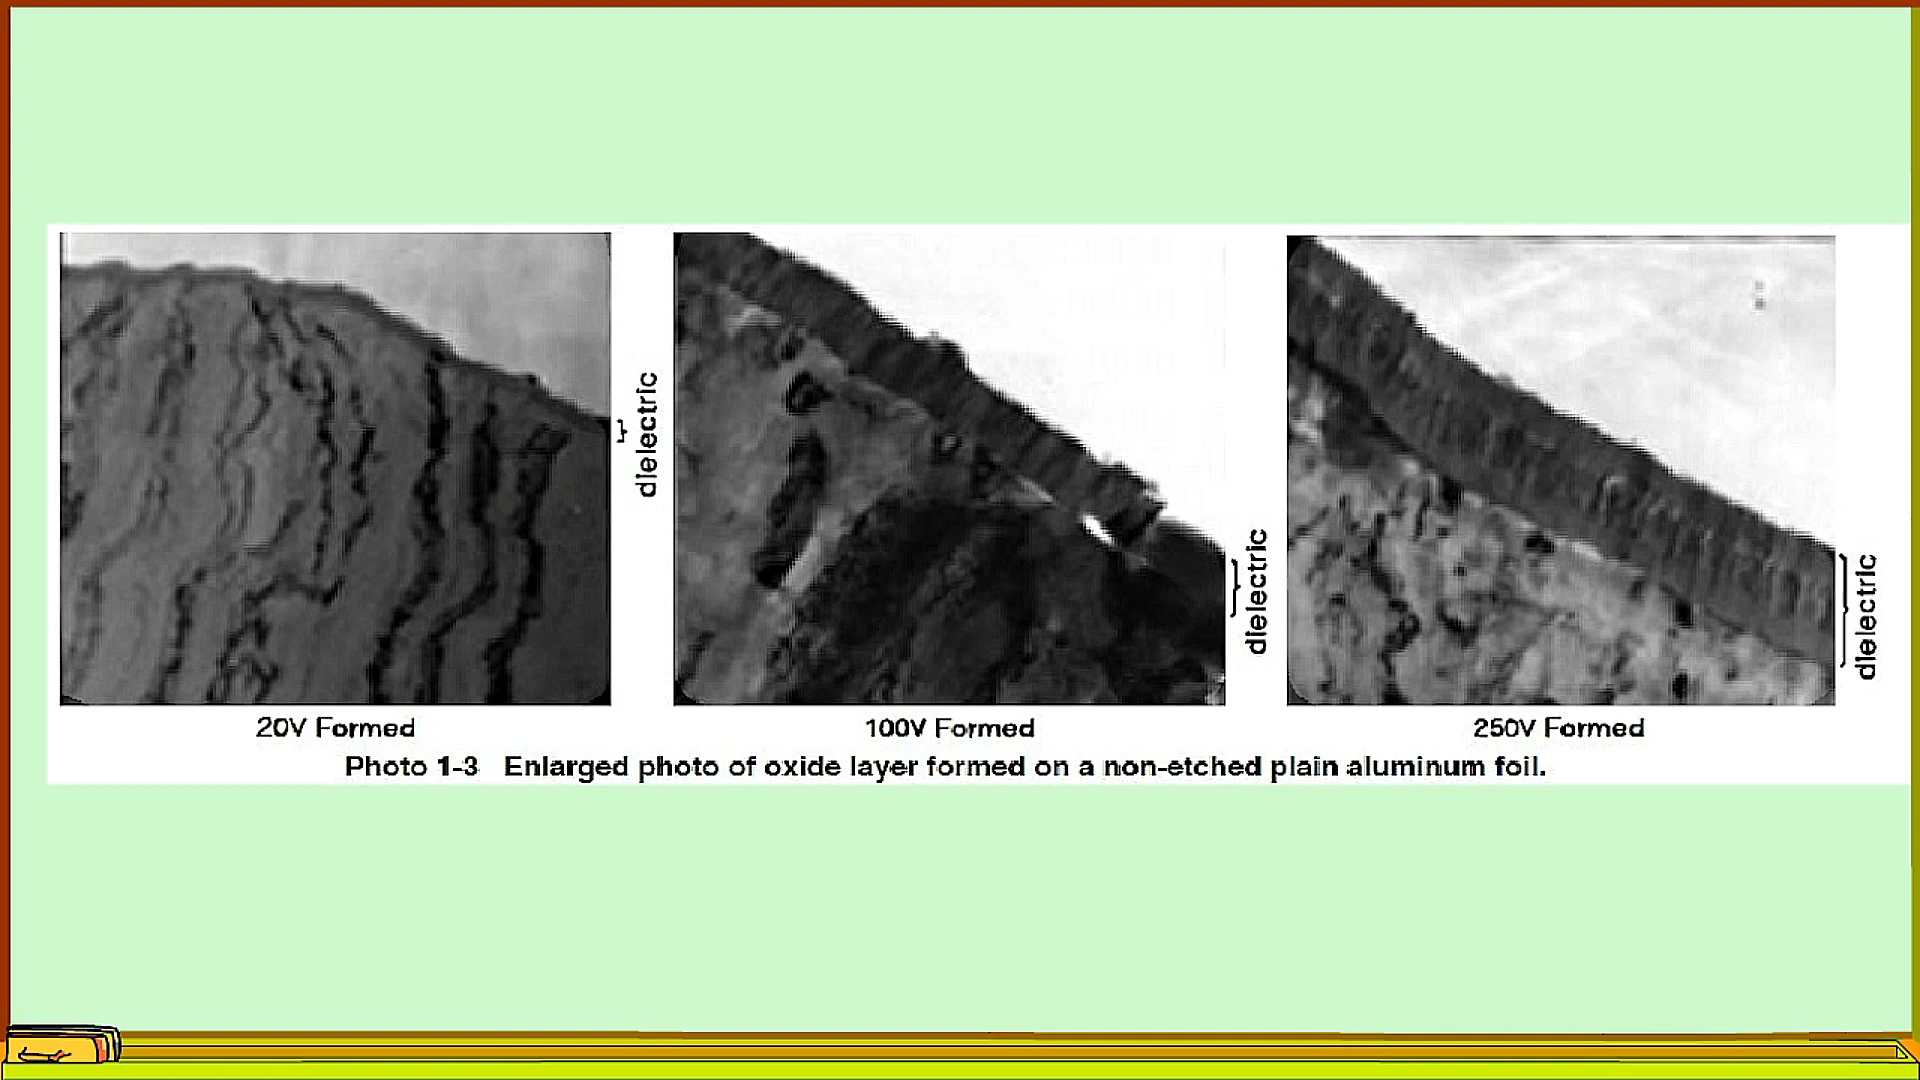 dielectric
dielectric
dielectric
20V Formed
100V Formed
250V Formed
Photo 1-3 Enlarged photo of oxide layer formed on a non-etched plain aluminum foil.